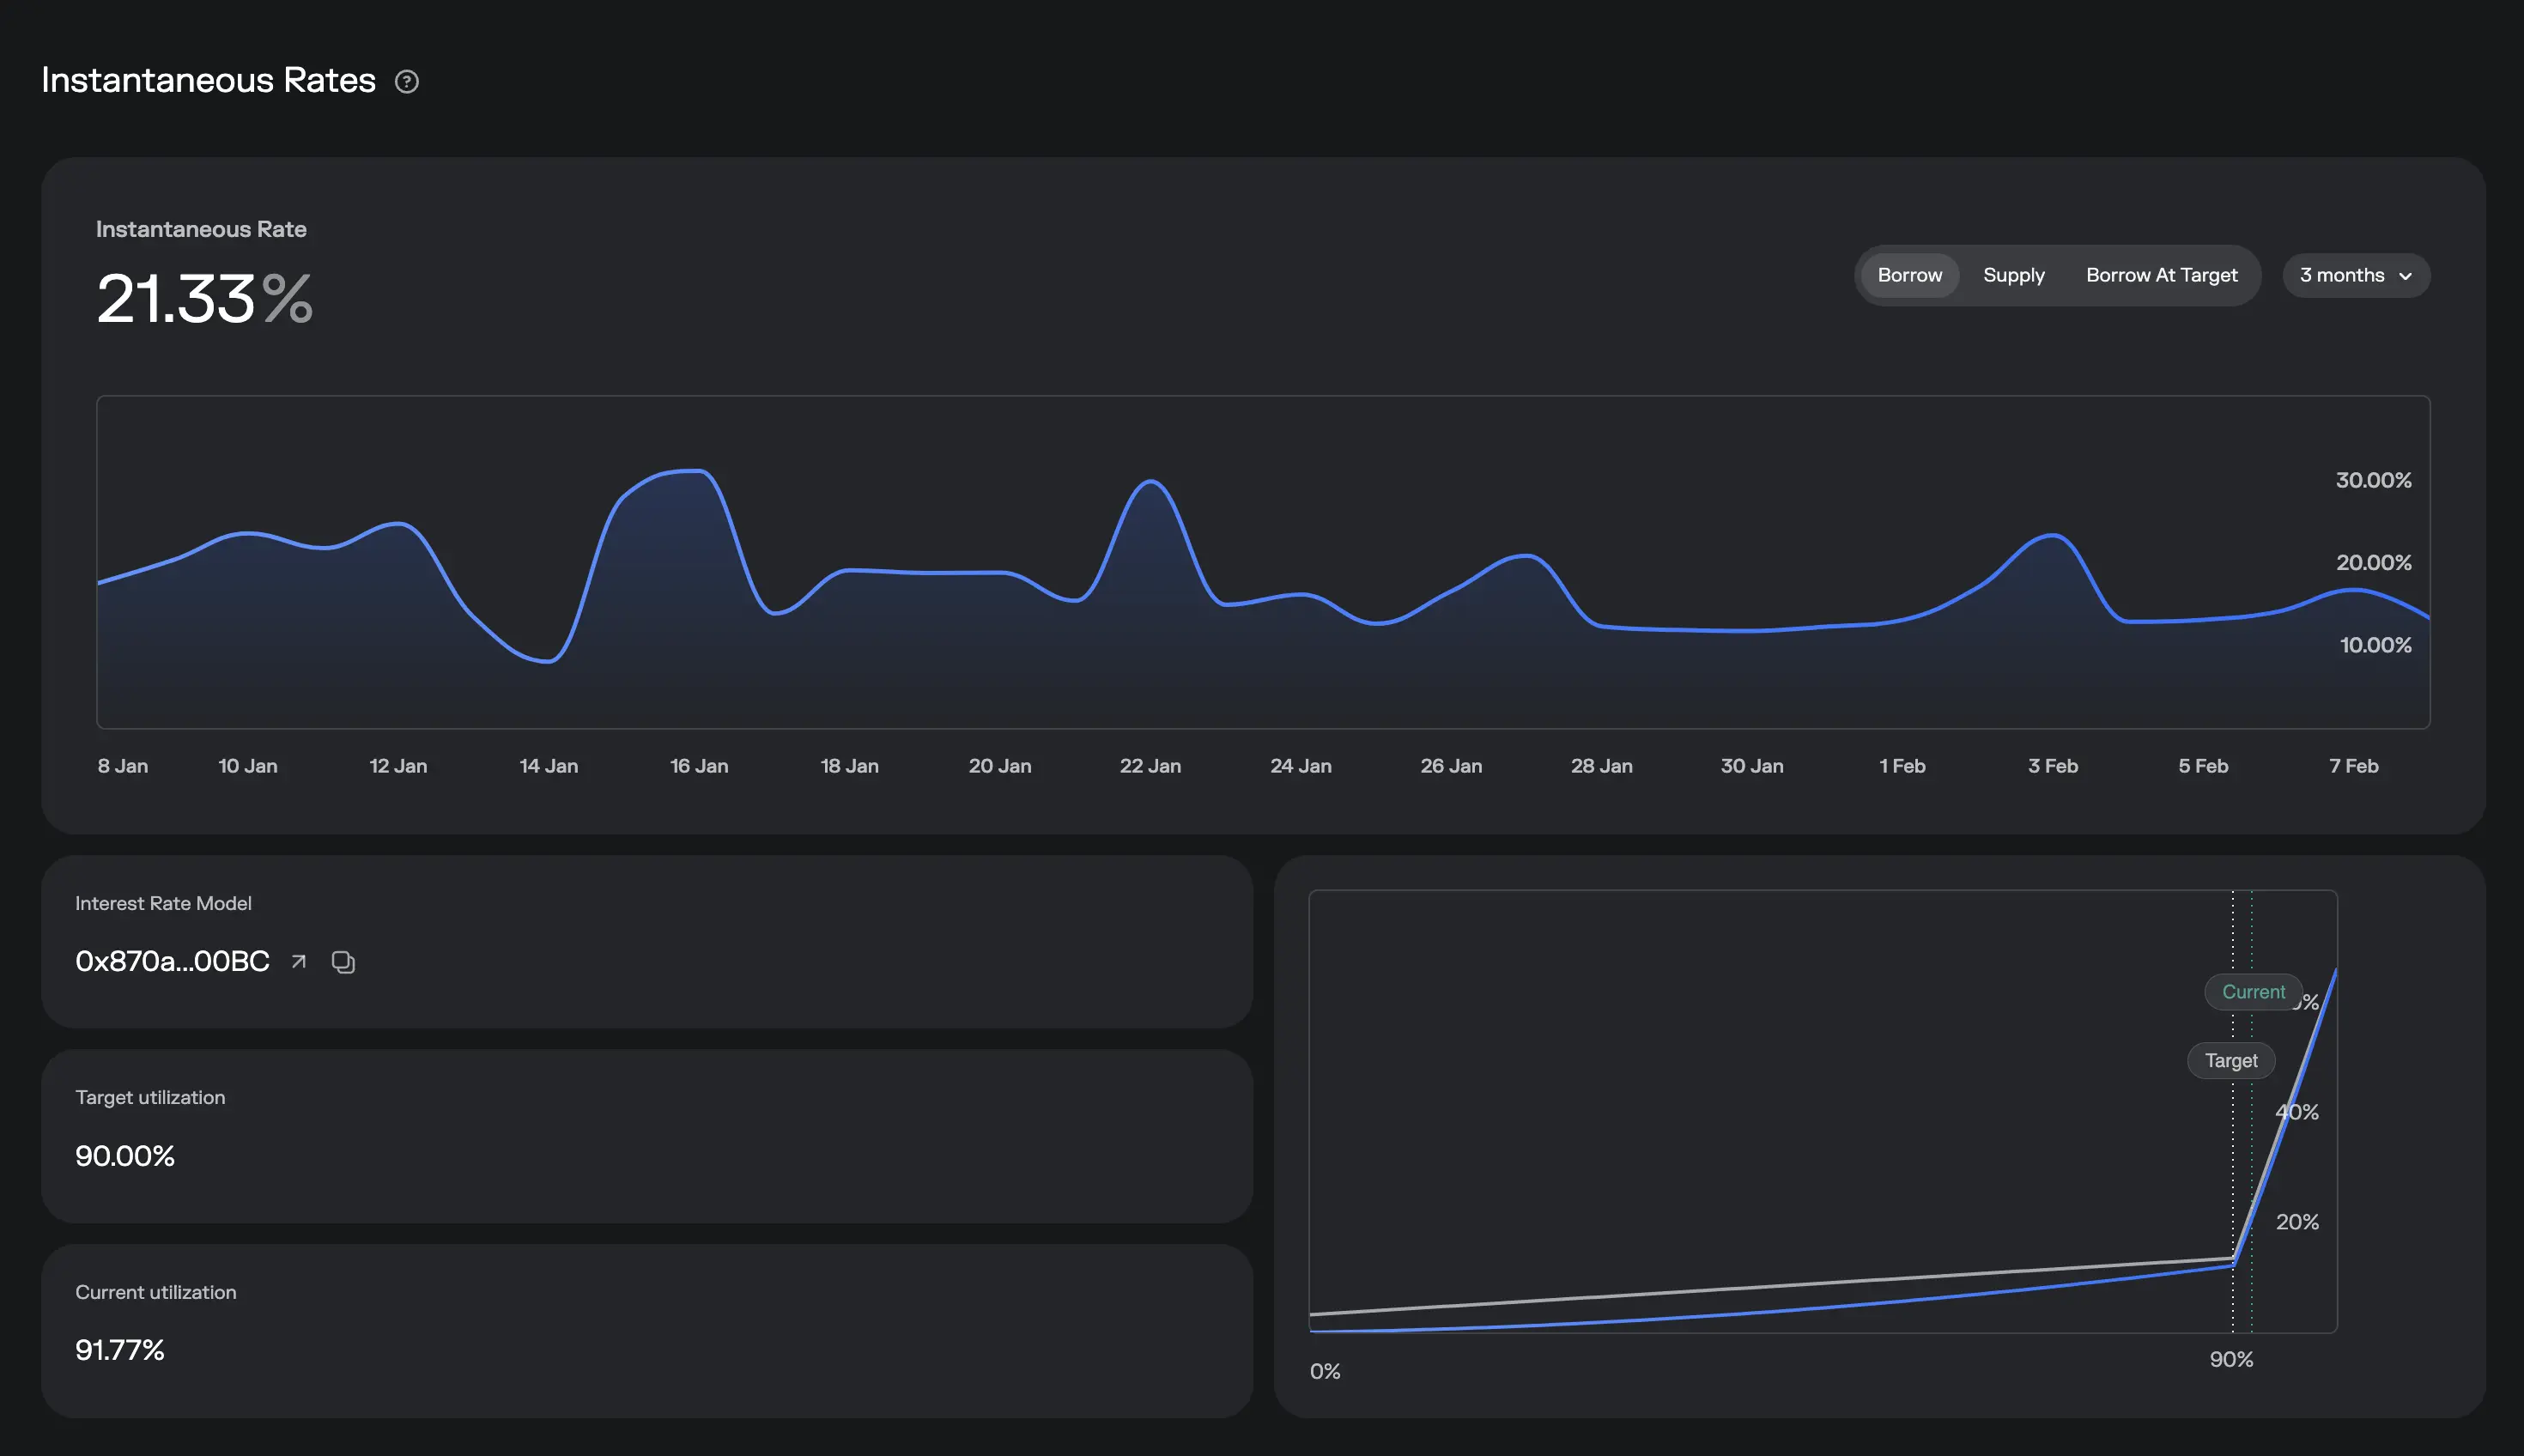 Instantaneous Rates
Instantaneous Rate
21.33%
Borrow Supply Borrow At Target 3 months
30.00%
20.00%
10.00%
8 Jan 10 Jan 12 Jan 14 Jan 16 Jan 18 Jan 20 Jan 22 Jan 24 Jan 26 Jan 28 Jan 30 Jan 1 Feb 3 Feb 5 Feb 7 Feb
Interest Rate Model
0x870a...00BC
Target utilization
90.00%
Current utilization
91.77%
Current
Target
40%
20%
0% 90%